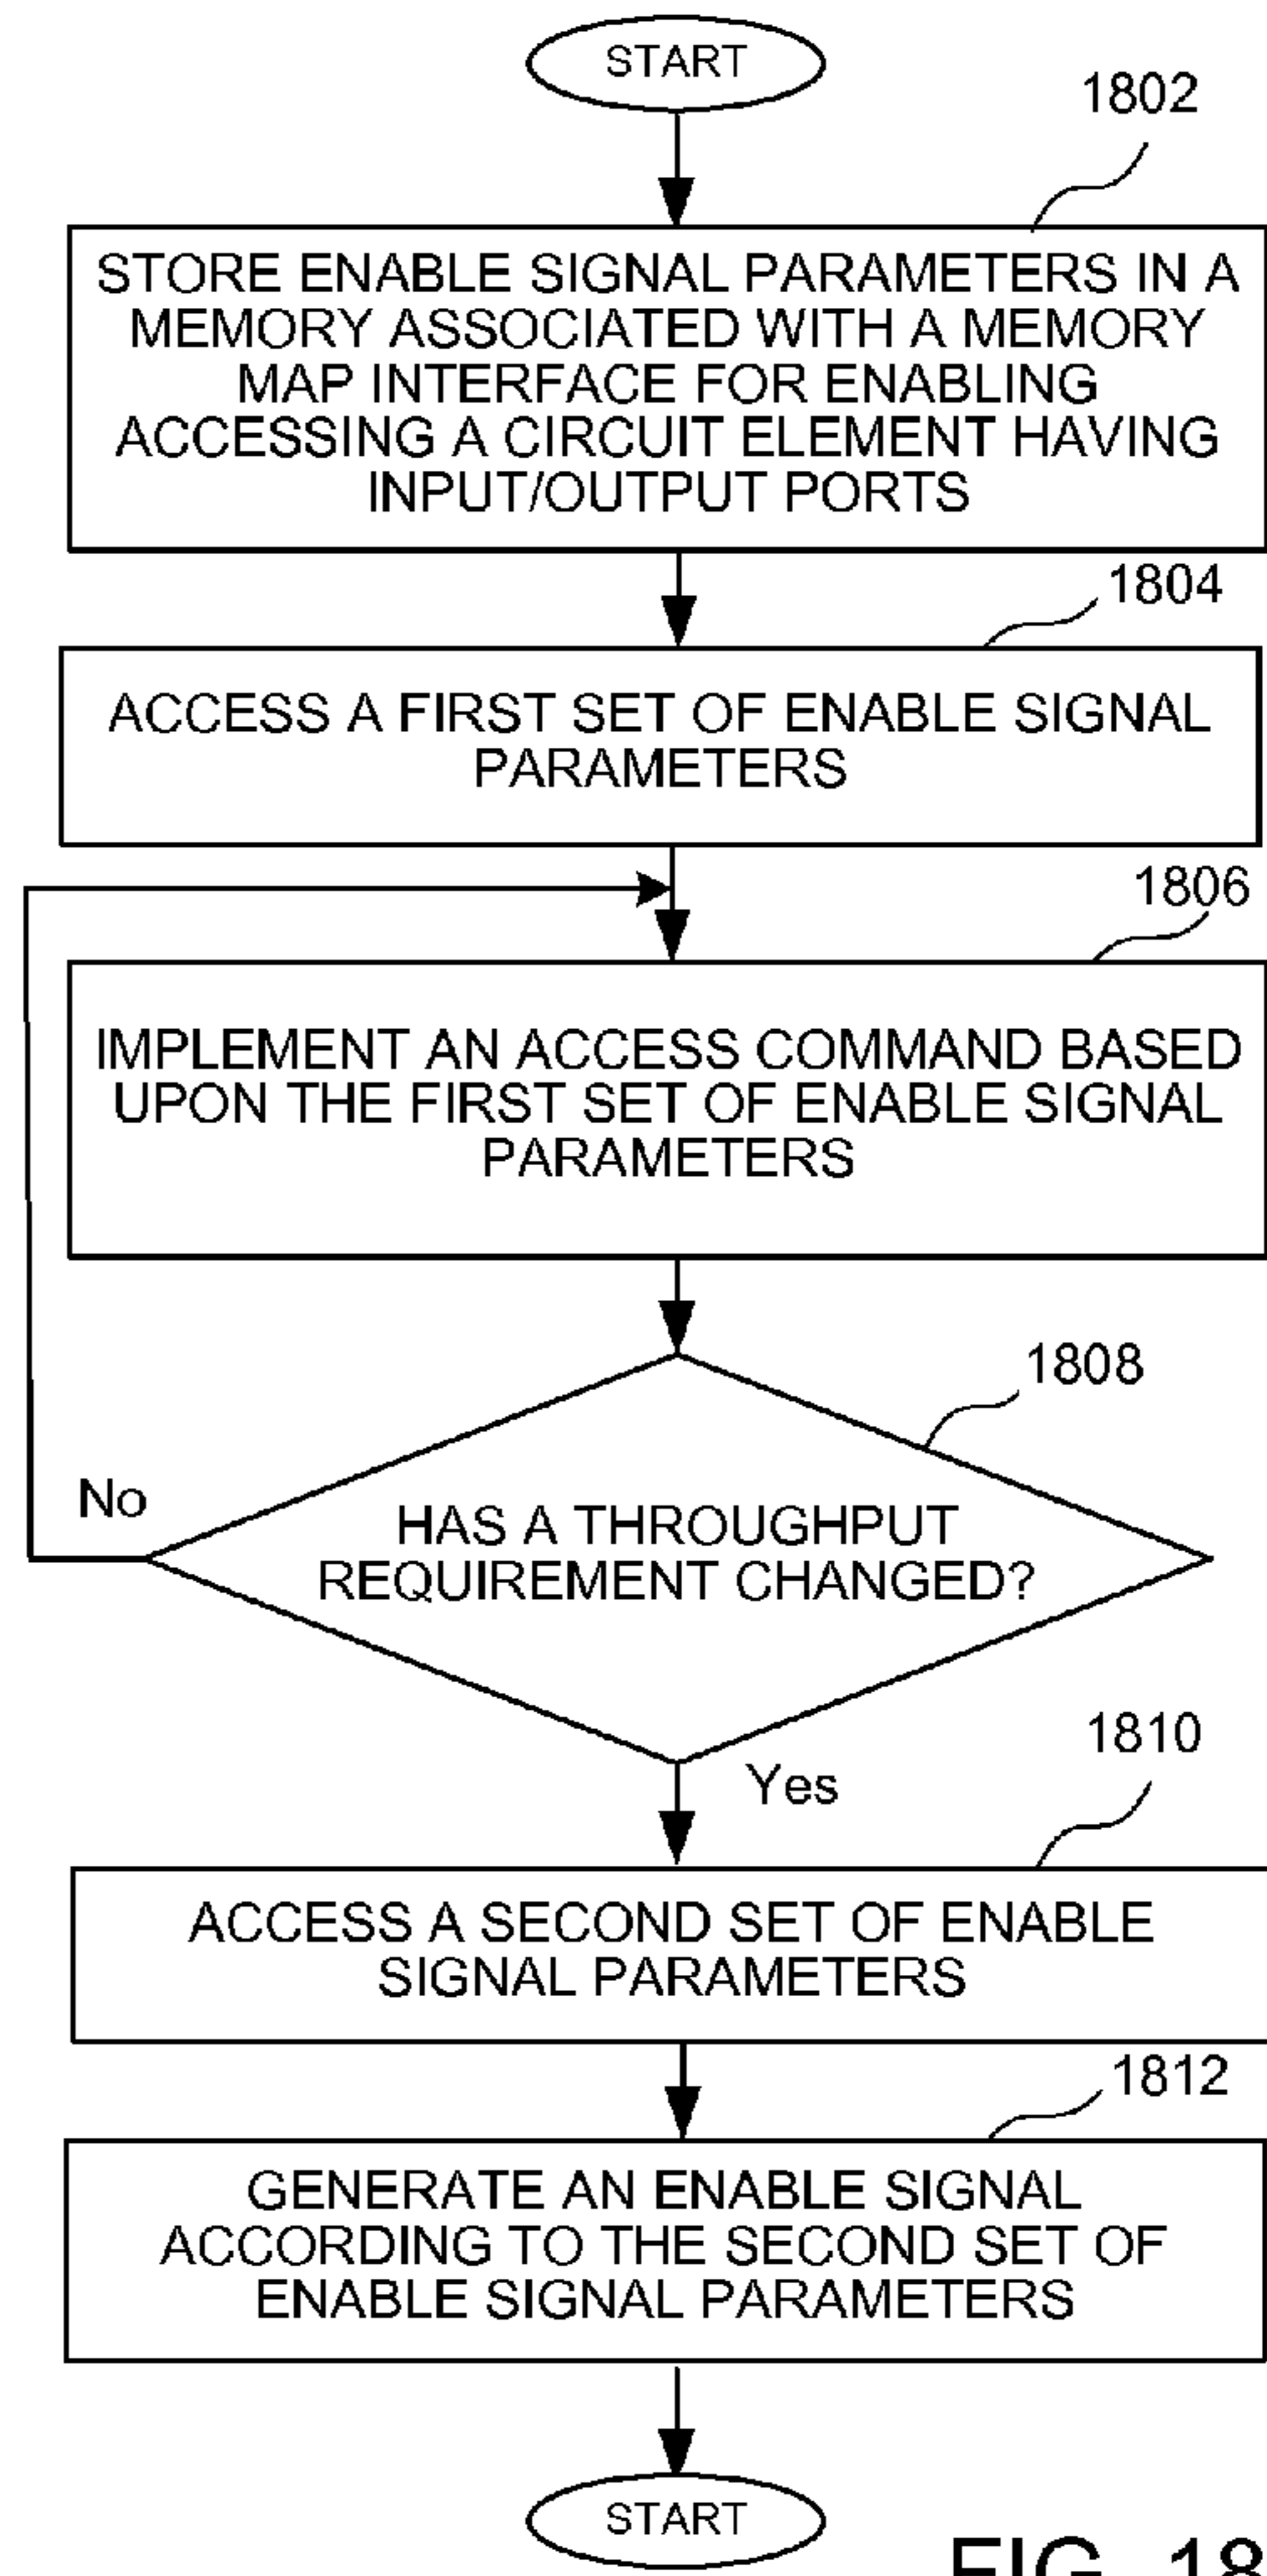 START
1802
STORE ENABLE SIGNAL PARAMETERS IN A
MEMORY ASSOCIATED WITH A MEMORY
MAP INTERFACE FOR ENABLING
ACCESSING A CIRCUIT ELEMENT HAVING
INPUT/OUTPUT PORTS
1804
ACCESS A FIRST SET OF ENABLE SIGNAL
PARAMETERS
1806
IMPLEMENT AN ACCESS COMMAND BASED
UPON THE FIRST SET OF ENABLE SIGNAL
PARAMETERS
1808
No
HAS A THROUGHPUT
REQUIREMENT CHANGED?
Yes
1810
ACCESS A SECOND SET OF ENABLE
SIGNAL PARAMETERS
1812
GENERATE AN ENABLE SIGNAL
ACCORDING TO THE SECOND SET OF
ENABLE SIGNAL PARAMETERS
START
FIG. 18